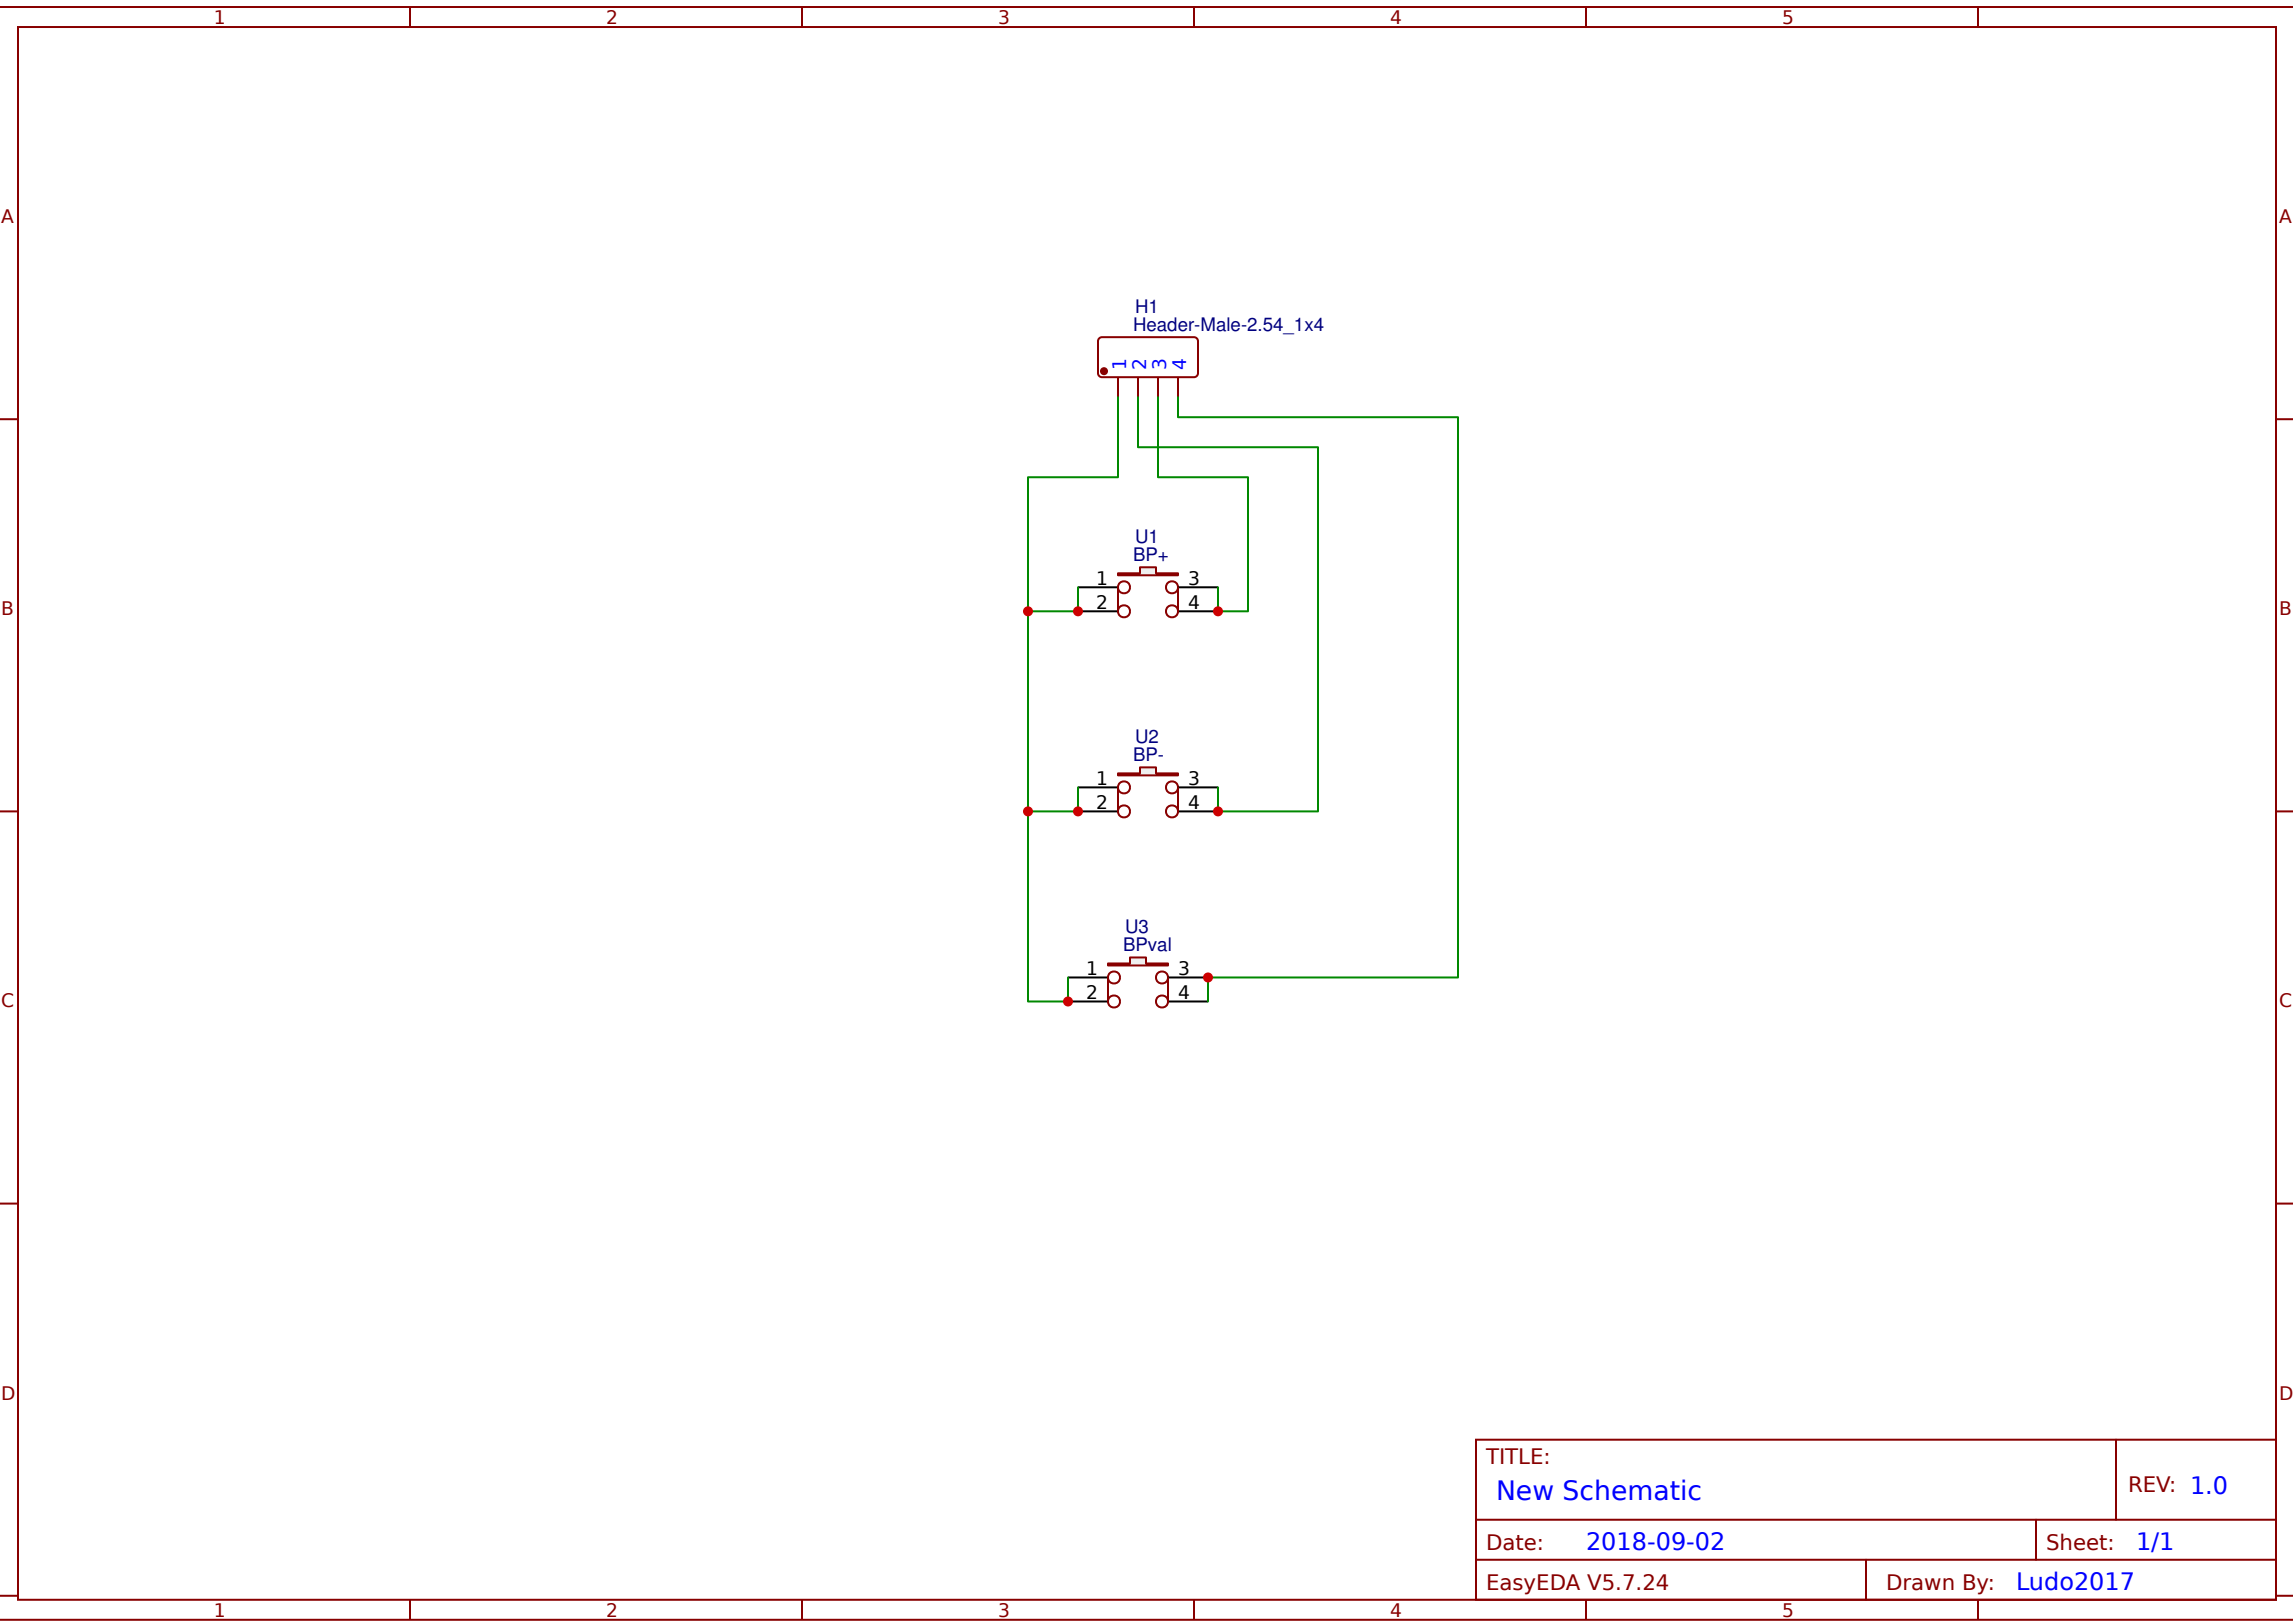 1 2 3 4 5
A A
H1
Header-Male-2.54_1x4
1 2 3 4
U1
BP+
1 3
B B
2 4
U2
BP-
1 3
2 4
U3
BPval
1 3
2 4
C C
D D
TITLE:
New Schematic
REV: 1.0
Date: 2018-09-02 Sheet: 1/1
EasyEDA V5.7.24 Drawn By: Ludo2017
1 2 3 4 5